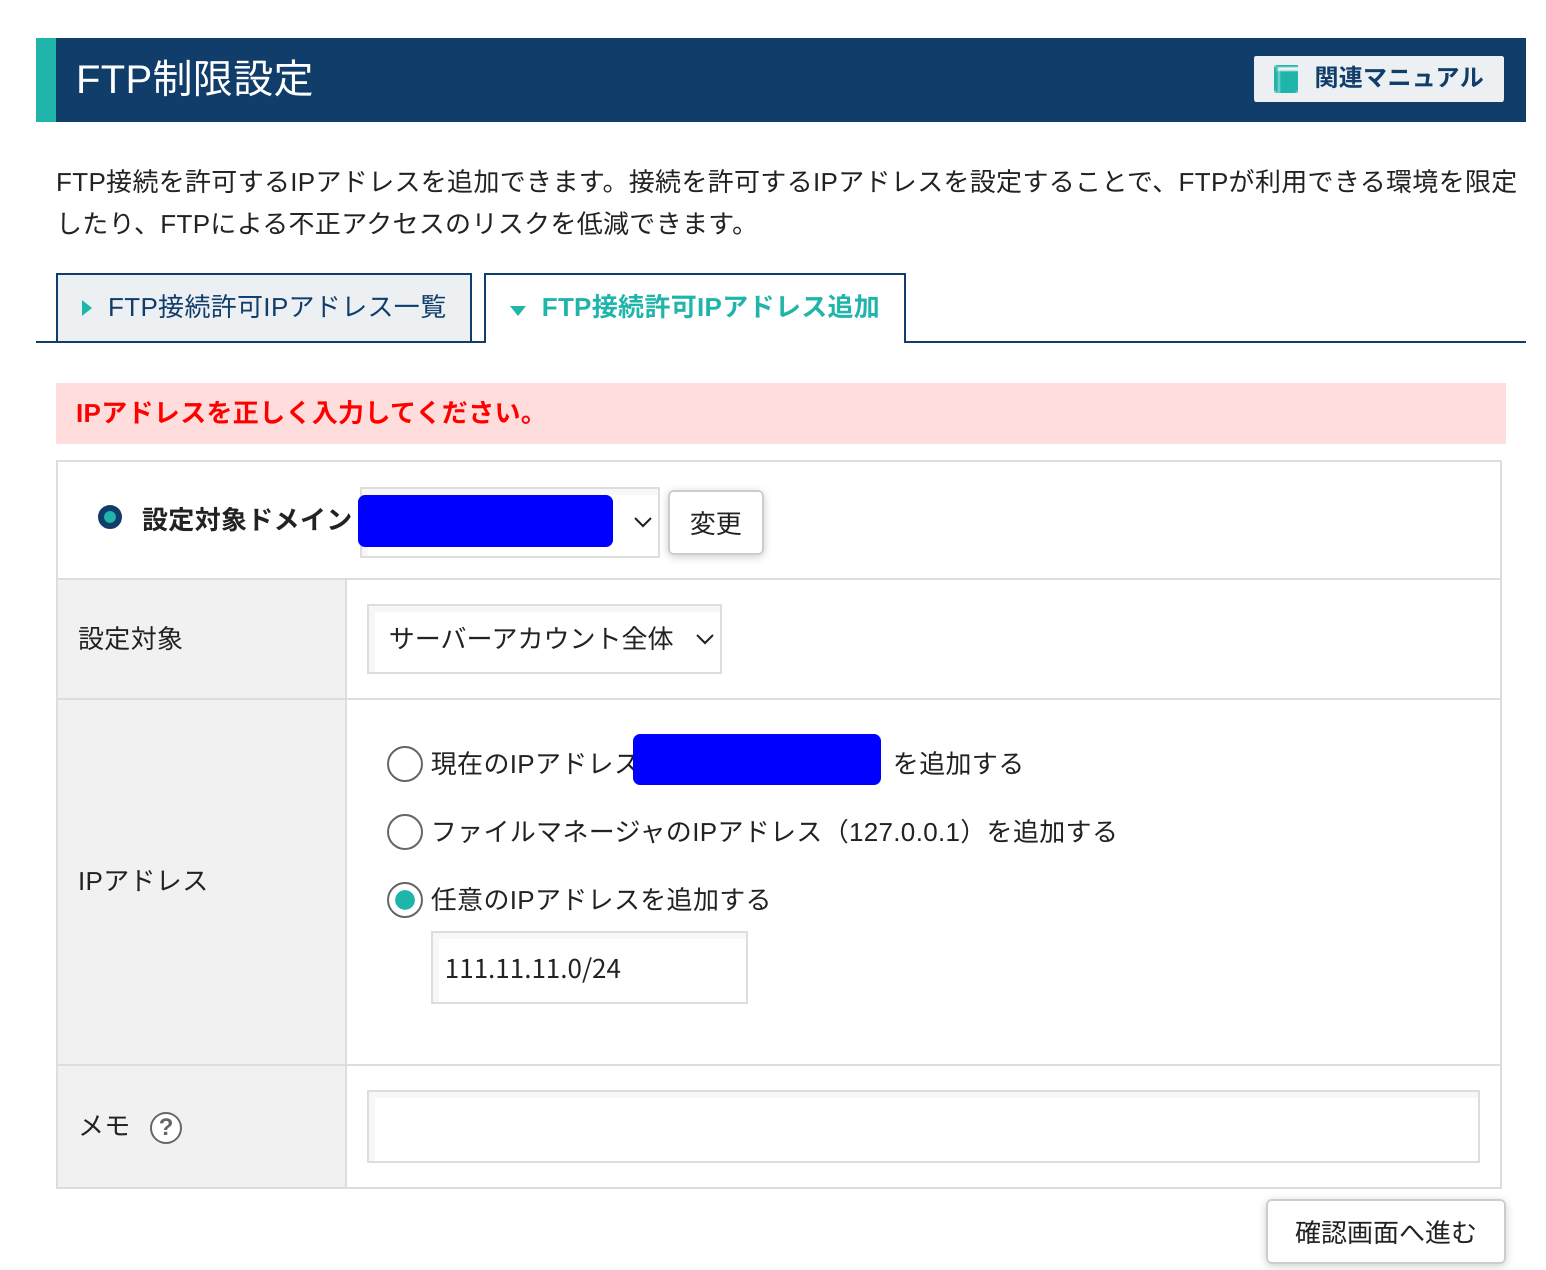 FTP制限設定
関連マニュアル
FTP接続を許可するIPアドレスを追加できます。接続を許可するIPアドレスを設定することで、FTPが利用できる環境を限定
したり、FTPによる不正アクセスのリスクを低減できます。
FTP接続許可IPアドレス一覧
FTP接続許可IPアドレス追加
IPアドレスを正しく入力してください。
設定対象ドメイン
変更
設定対象
サーバーアカウント全体
IPアドレス
現在のIPアドレス を追加する
ファイルマネージャのIPアドレス（127.0.0.1）を追加する
任意のIPアドレスを追加する
111.11.11.0/24
メモ ?
確認画面へ進む